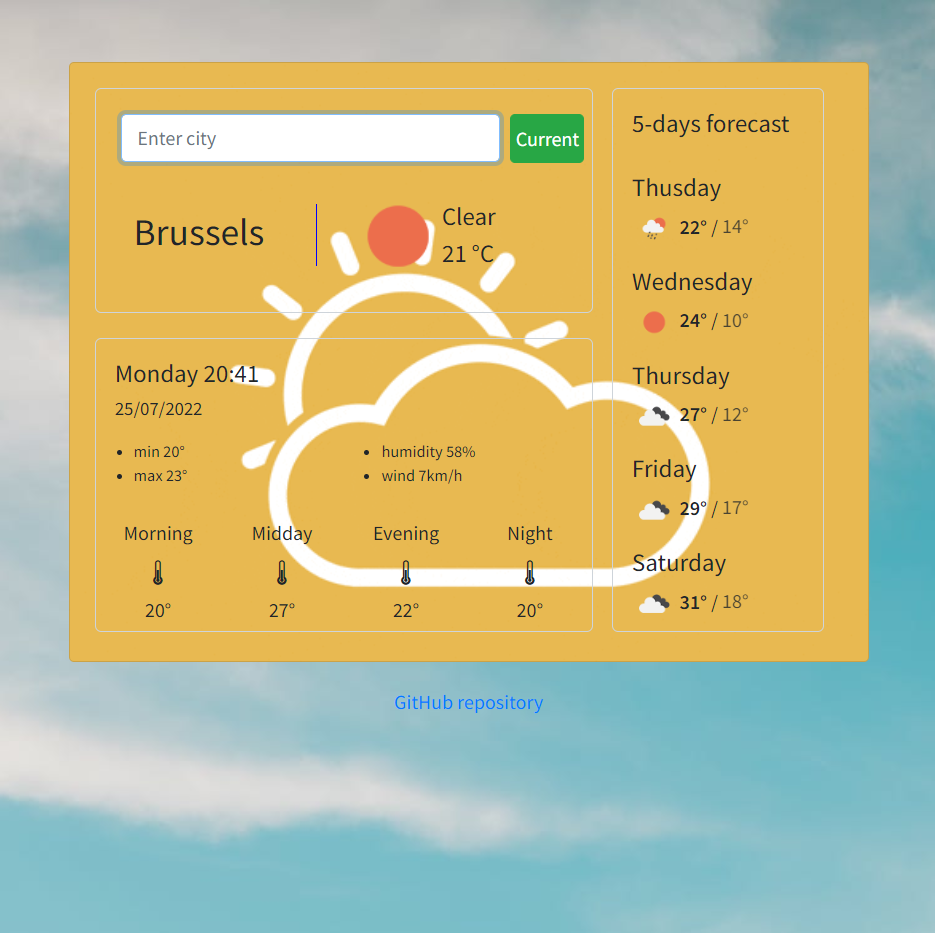 Enter city
Current
Brussels
Clear
21 °C
Monday 20:41
25/07/2022
min 20°
max 23°
humidity 58%
wind 7km/h
Morning Midday Evening Night
20° 27° 22° 20°
5-days forecast
Thusday
22° / 14°
Wednesday
24° / 10°
Thursday
27° / 12°
Friday
29° / 17°
Saturday
31° / 18°
GitHub repository